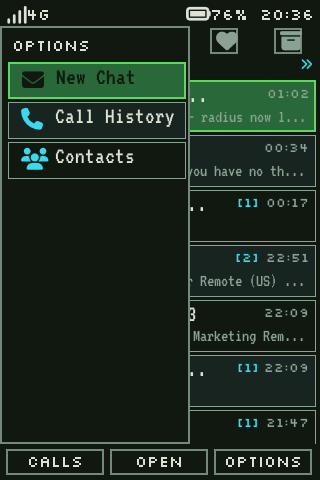 4G 76% 20:36
OPTIONS
New Chat
Call History
Contacts
»
.. 01:02
- radius now l...
00:34
you have no th...
.. [1] 00:17
[2] 22:51
Remote (US) ...
3 22:09
Marketing Rem...
.. [1] 22:09
[1] 21:47
CALLS OPEN OPTIONS